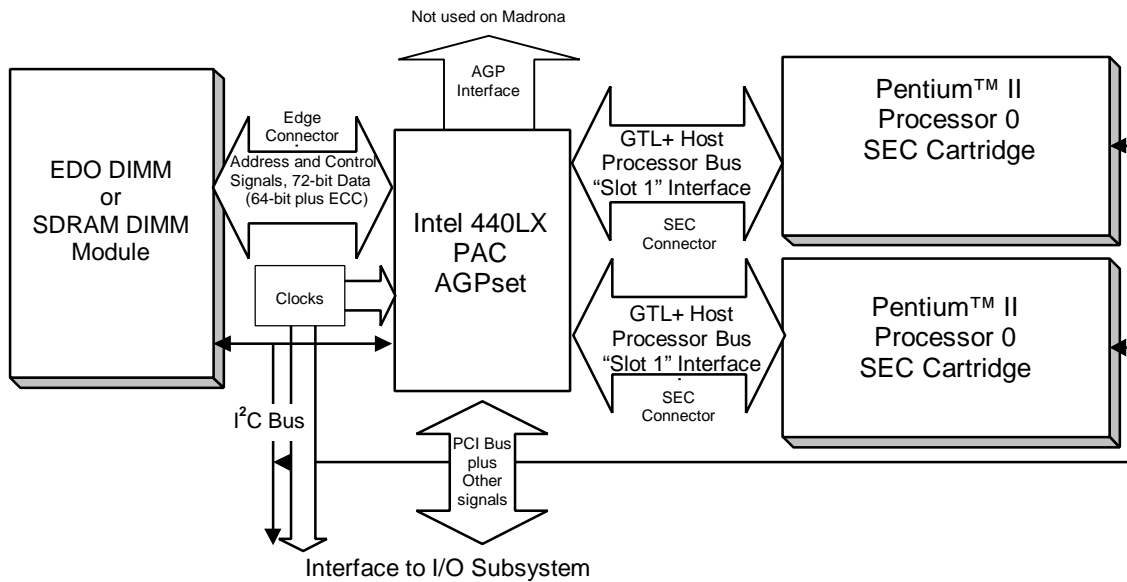 Not used on Madrona
AGP
Interface
EDO DIMM
or
SDRAM DIMM
Module
Edge
Connector
Address and Control
Signals, 72-bit Data
(64-bit plus ECC)
Intel 440LX
PAC
AGPset
GTL+ Host
Processor Bus
“Slot 1” Interface
SEC
Connector
Pentium™ II
Processor 0
SEC Cartridge
Clocks
GTL+ Host
Processor Bus
“Slot 1” Interface
SEC
Connector
Pentium™ II
Processor 0
SEC Cartridge
I²C Bus
PCI Bus
plus
Other
signals
Interface to I/O Subsystem